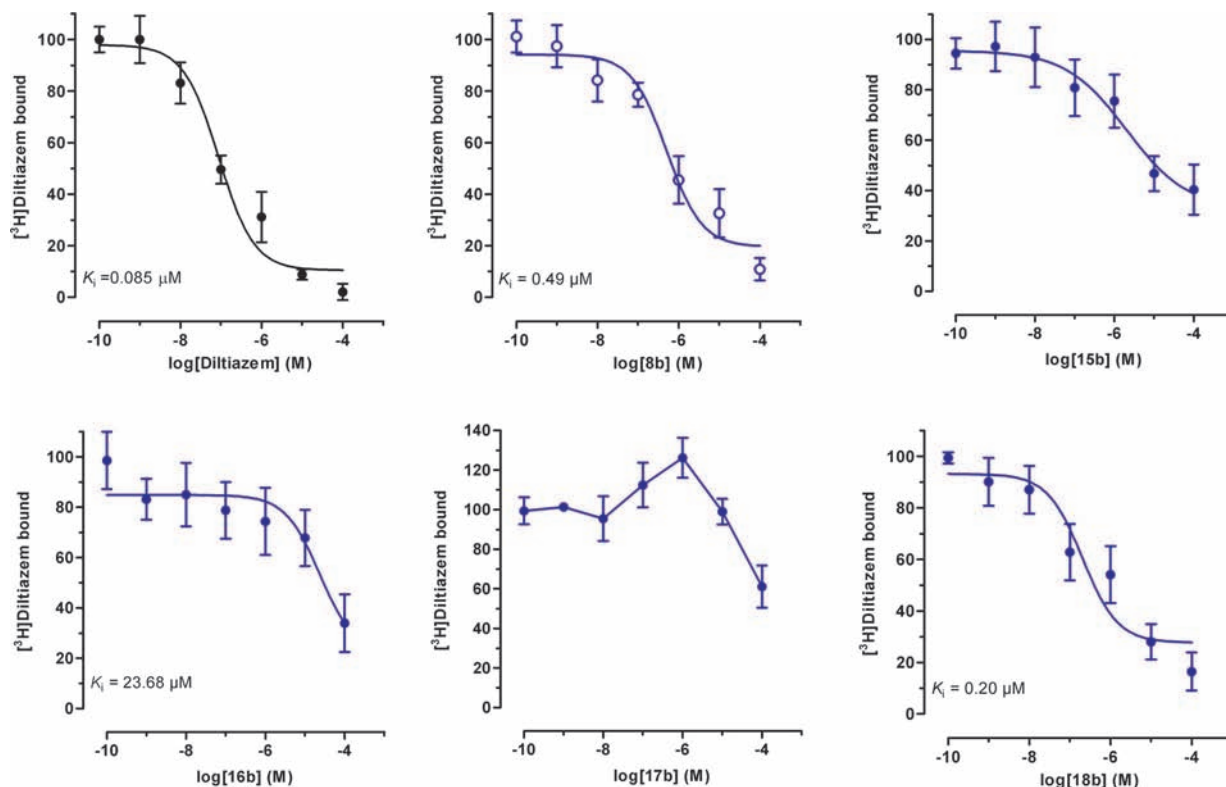 [³H]Diltiazem bound
100
80
60
40
20
0
Kᵢ =0.085 μM
-10 -8 -6 -4
log[Diltiazem] (M)
[³H]Diltiazem bound
100
80
60
40
20
0
Kᵢ = 0.49 μM
-10 -8 -6 -4
log[8b] (M)
[³H]Diltiazem bound
100
80
60
40
20
0
-10 -8 -6 -4
log[15b] (M)
[³H]Diltiazem bound
100
80
60
40
20
0
Kᵢ = 23.68 μM
-10 -8 -6 -4
log[16b] (M)
[³H]Diltiazem bound
140
120
100
80
60
40
20
0
-10 -8 -6 -4
log[17b] (M)
[³H]Diltiazem bound
100
80
60
40
20
0
Kᵢ = 0.20 μM
-10 -8 -6 -4
log[18b] (M)